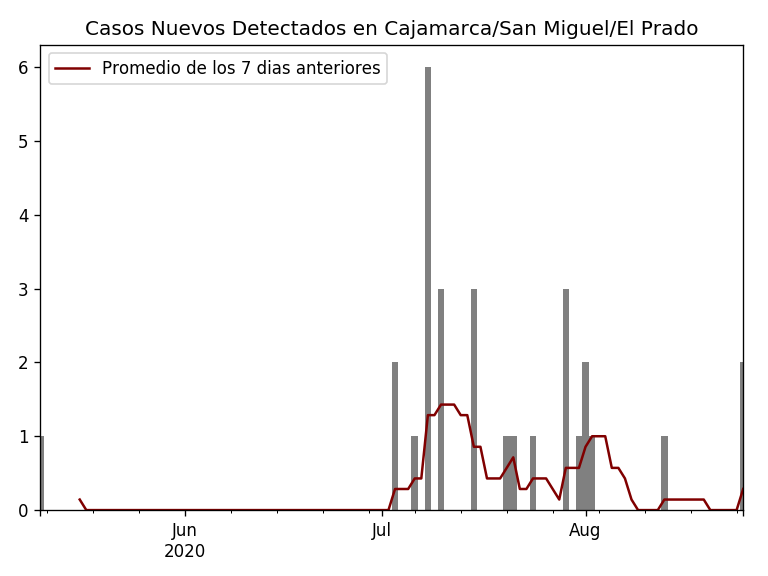 Casos Nuevos Detectados en Cajamarca/San Miguel/El Prado
Promedio de los 7 dias anteriores
6
5
4
3
2
1
0
Jun
2020
Jul
Aug